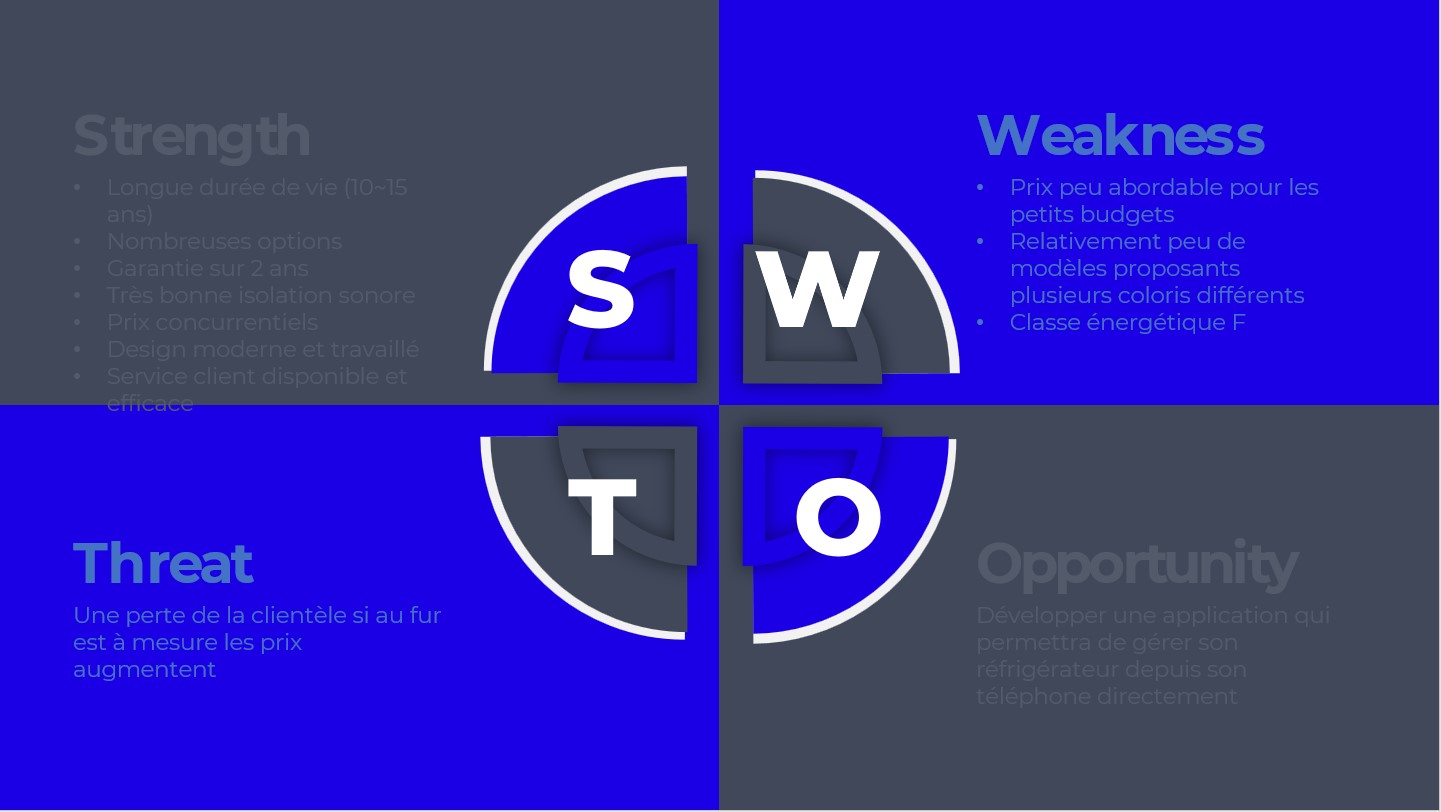 Strength
• Longue durée de vie (10~15
ans)
• Nombreuses options
• Garantie sur 2 ans
• Très bonne isolation sonore
• Prix concurrentiels
• Design moderne et travaillé
• Service client disponible et
efficace
Weakness
• Prix peu abordable pour les
petits budgets
• Relativement peu de
modèles proposants
plusieurs coloris différents
• Classe énergétique F
S
W
T
O
Threat
Une perte de la clientèle si au fur
est à mesure les prix
augmentent
Opportunity
Développer une application qui
permettra de gérer son
réfrigérateur depuis son
téléphone directement